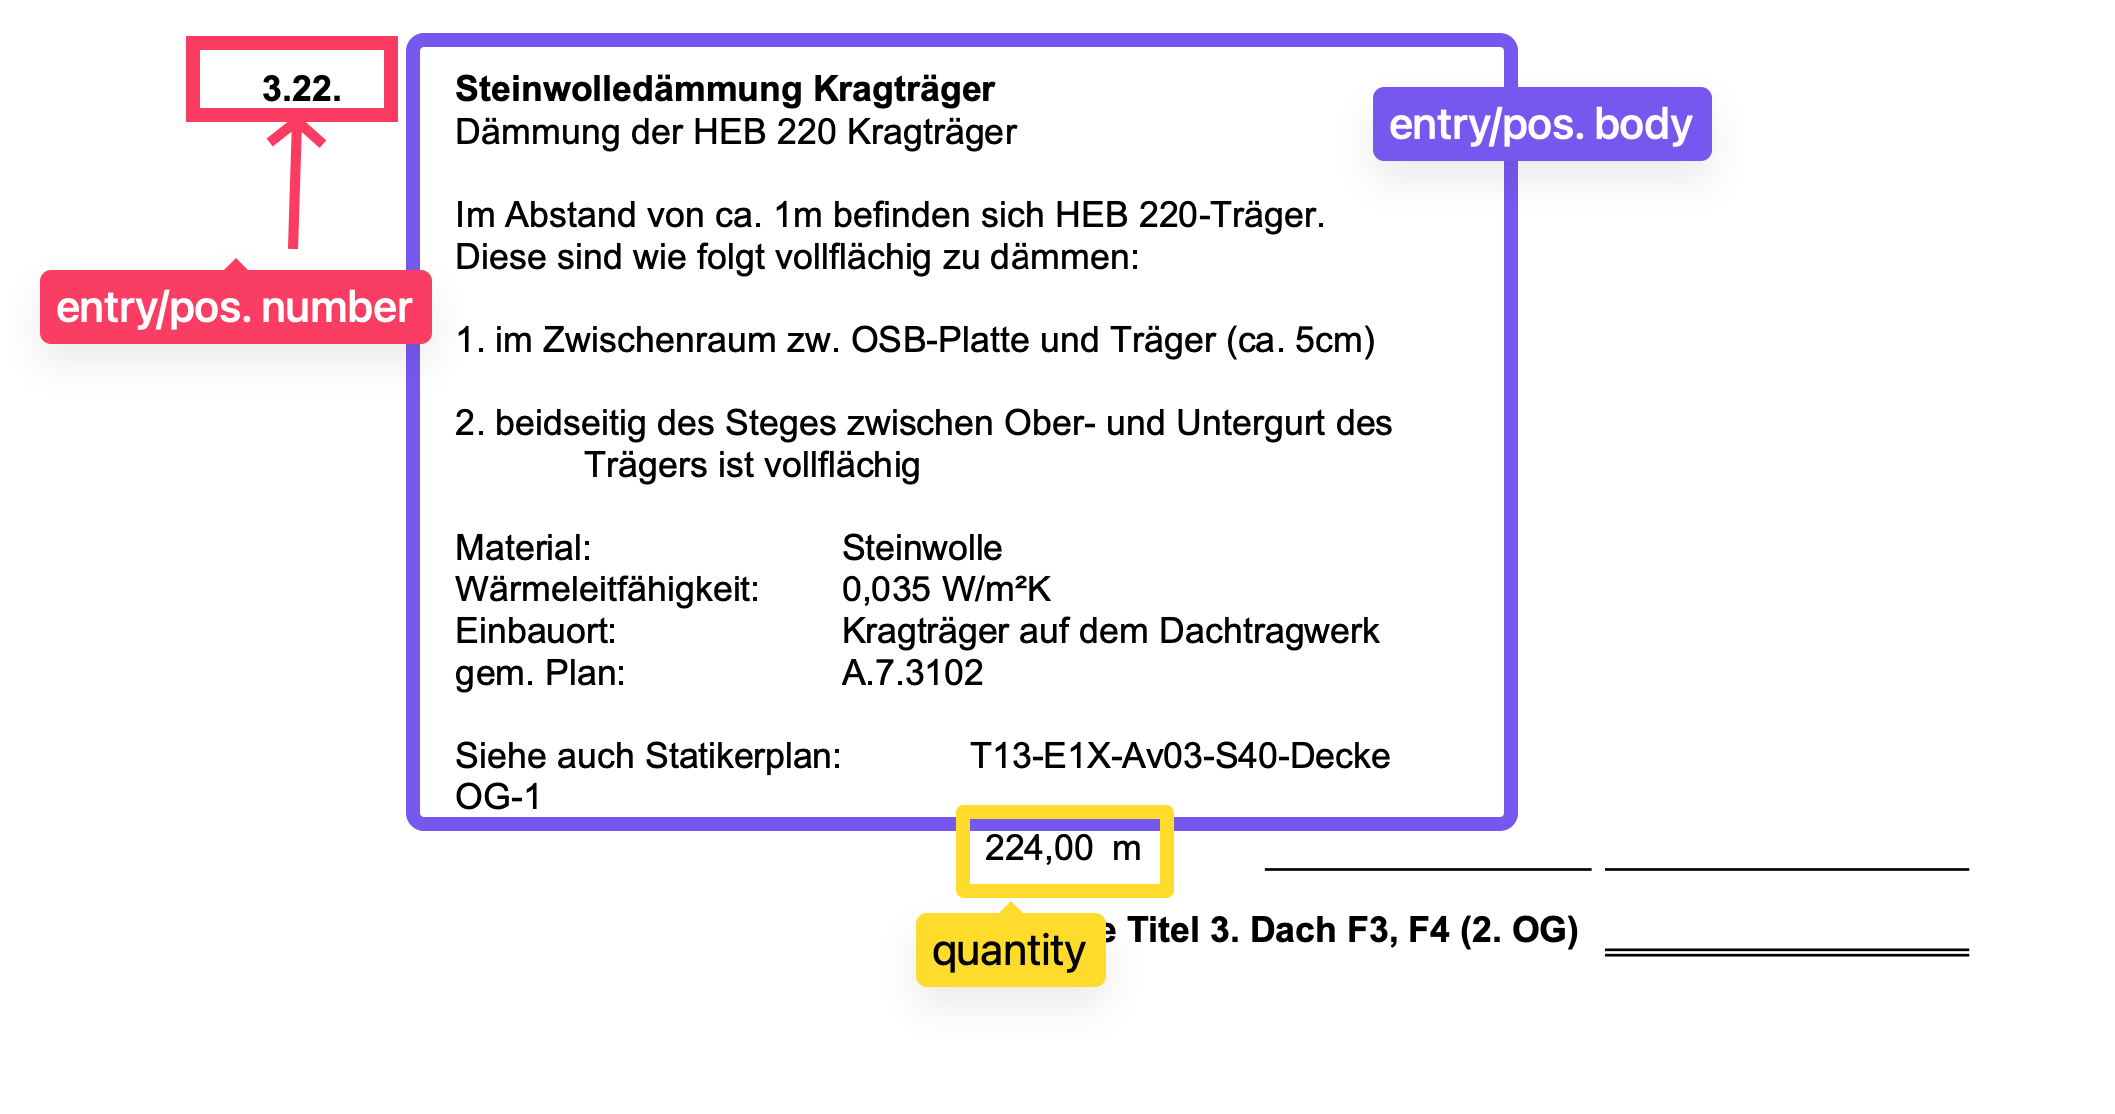 3.22.
Steinwolledämmung Kragträger
entry/pos. body
Dämmung der HEB 220 Kragträger
Im Abstand von ca. 1m befinden sich HEB 220-Träger.
Diese sind wie folgt vollflächig zu dämmen:
entry/pos. number
1. im Zwischenraum zw. OSB-Platte und Träger (ca. 5cm)
2. beidseitig des Steges zwischen Ober- und Untergurt des
Trägers ist vollflächig
Material: Steinwolle
Wärmeleitfähigkeit: 0,035 W/m²K
Einbauort: Kragträger auf dem Dachtragwerk
gem. Plan: A.7.3102
Siehe auch Statikerplan: T13-E1X-Av03-S40-Decke
OG-1
224,00 m
quantity
Titel 3. Dach F3, F4 (2. OG)